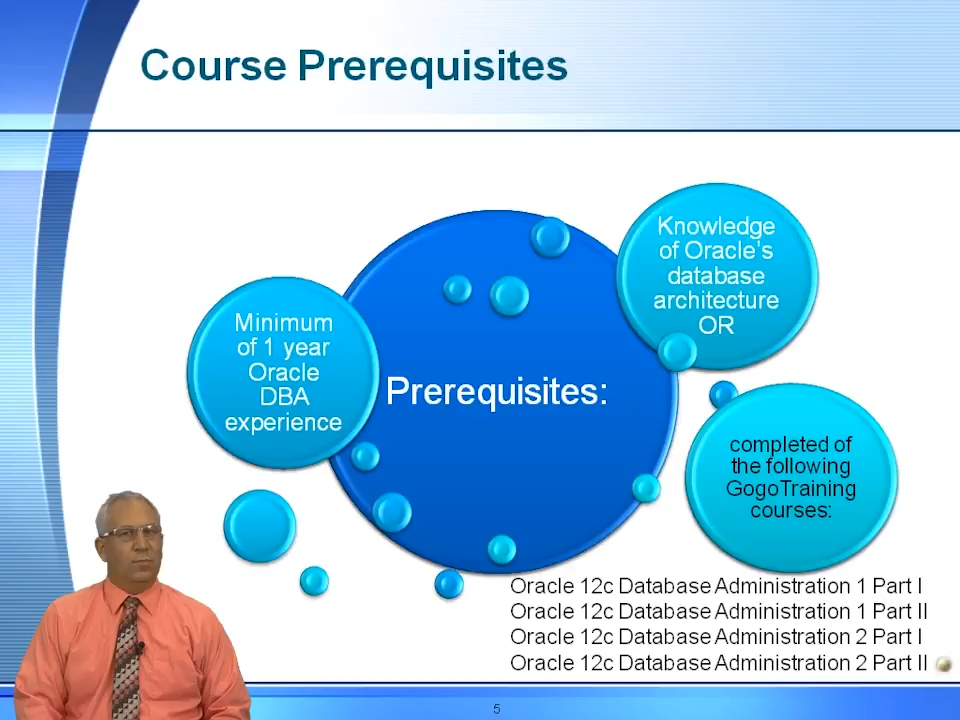 Course Prerequisites
Minimum
of 1 year
Oracle
DBA
experience
Prerequisites:
Knowledge
of Oracle's
database
architecture
OR
completed of
the following
GogoTraining
courses:
Oracle 12c Database Administration 1 Part I
Oracle 12c Database Administration 1 Part II
Oracle 12c Database Administration 2 Part I
Oracle 12c Database Administration 2 Part II
5